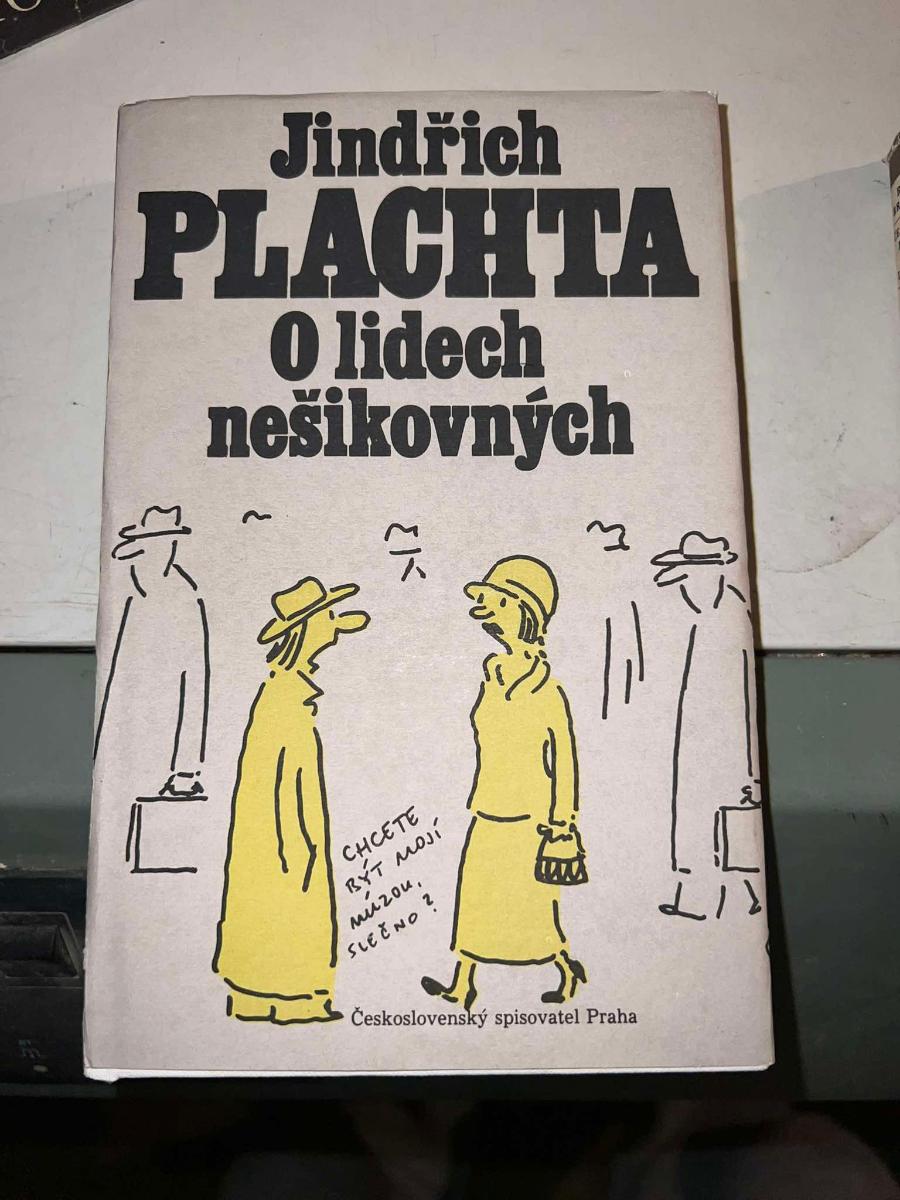 Jindřich
PLACHTA
O lidech
nešikovných
CHCETE
BÝT MOJÍ
MÚZOU,
SLEČNO?
Československý spisovatel Praha